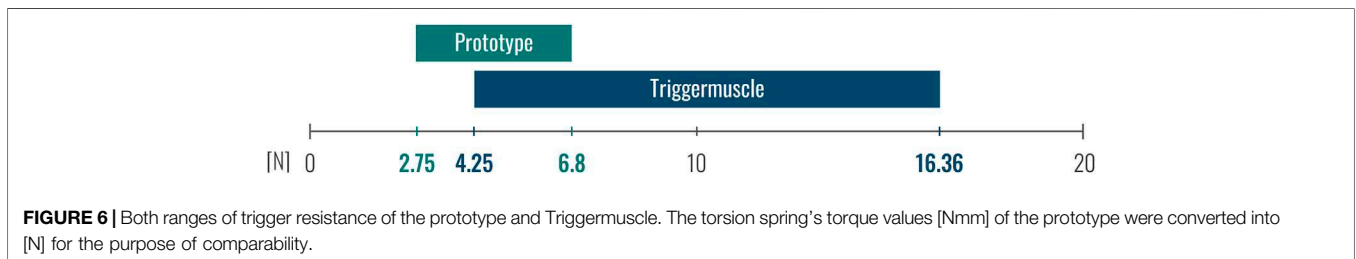 Prototype
Triggermuscle
[N] 0 2.75 4.25 6.8 10 16.36 20
FIGURE 6 | Both ranges of trigger resistance of the prototype and Triggermuscle. The torsion spring’s torque values [Nmm] of the prototype were converted into
[N] for the purpose of comparability.